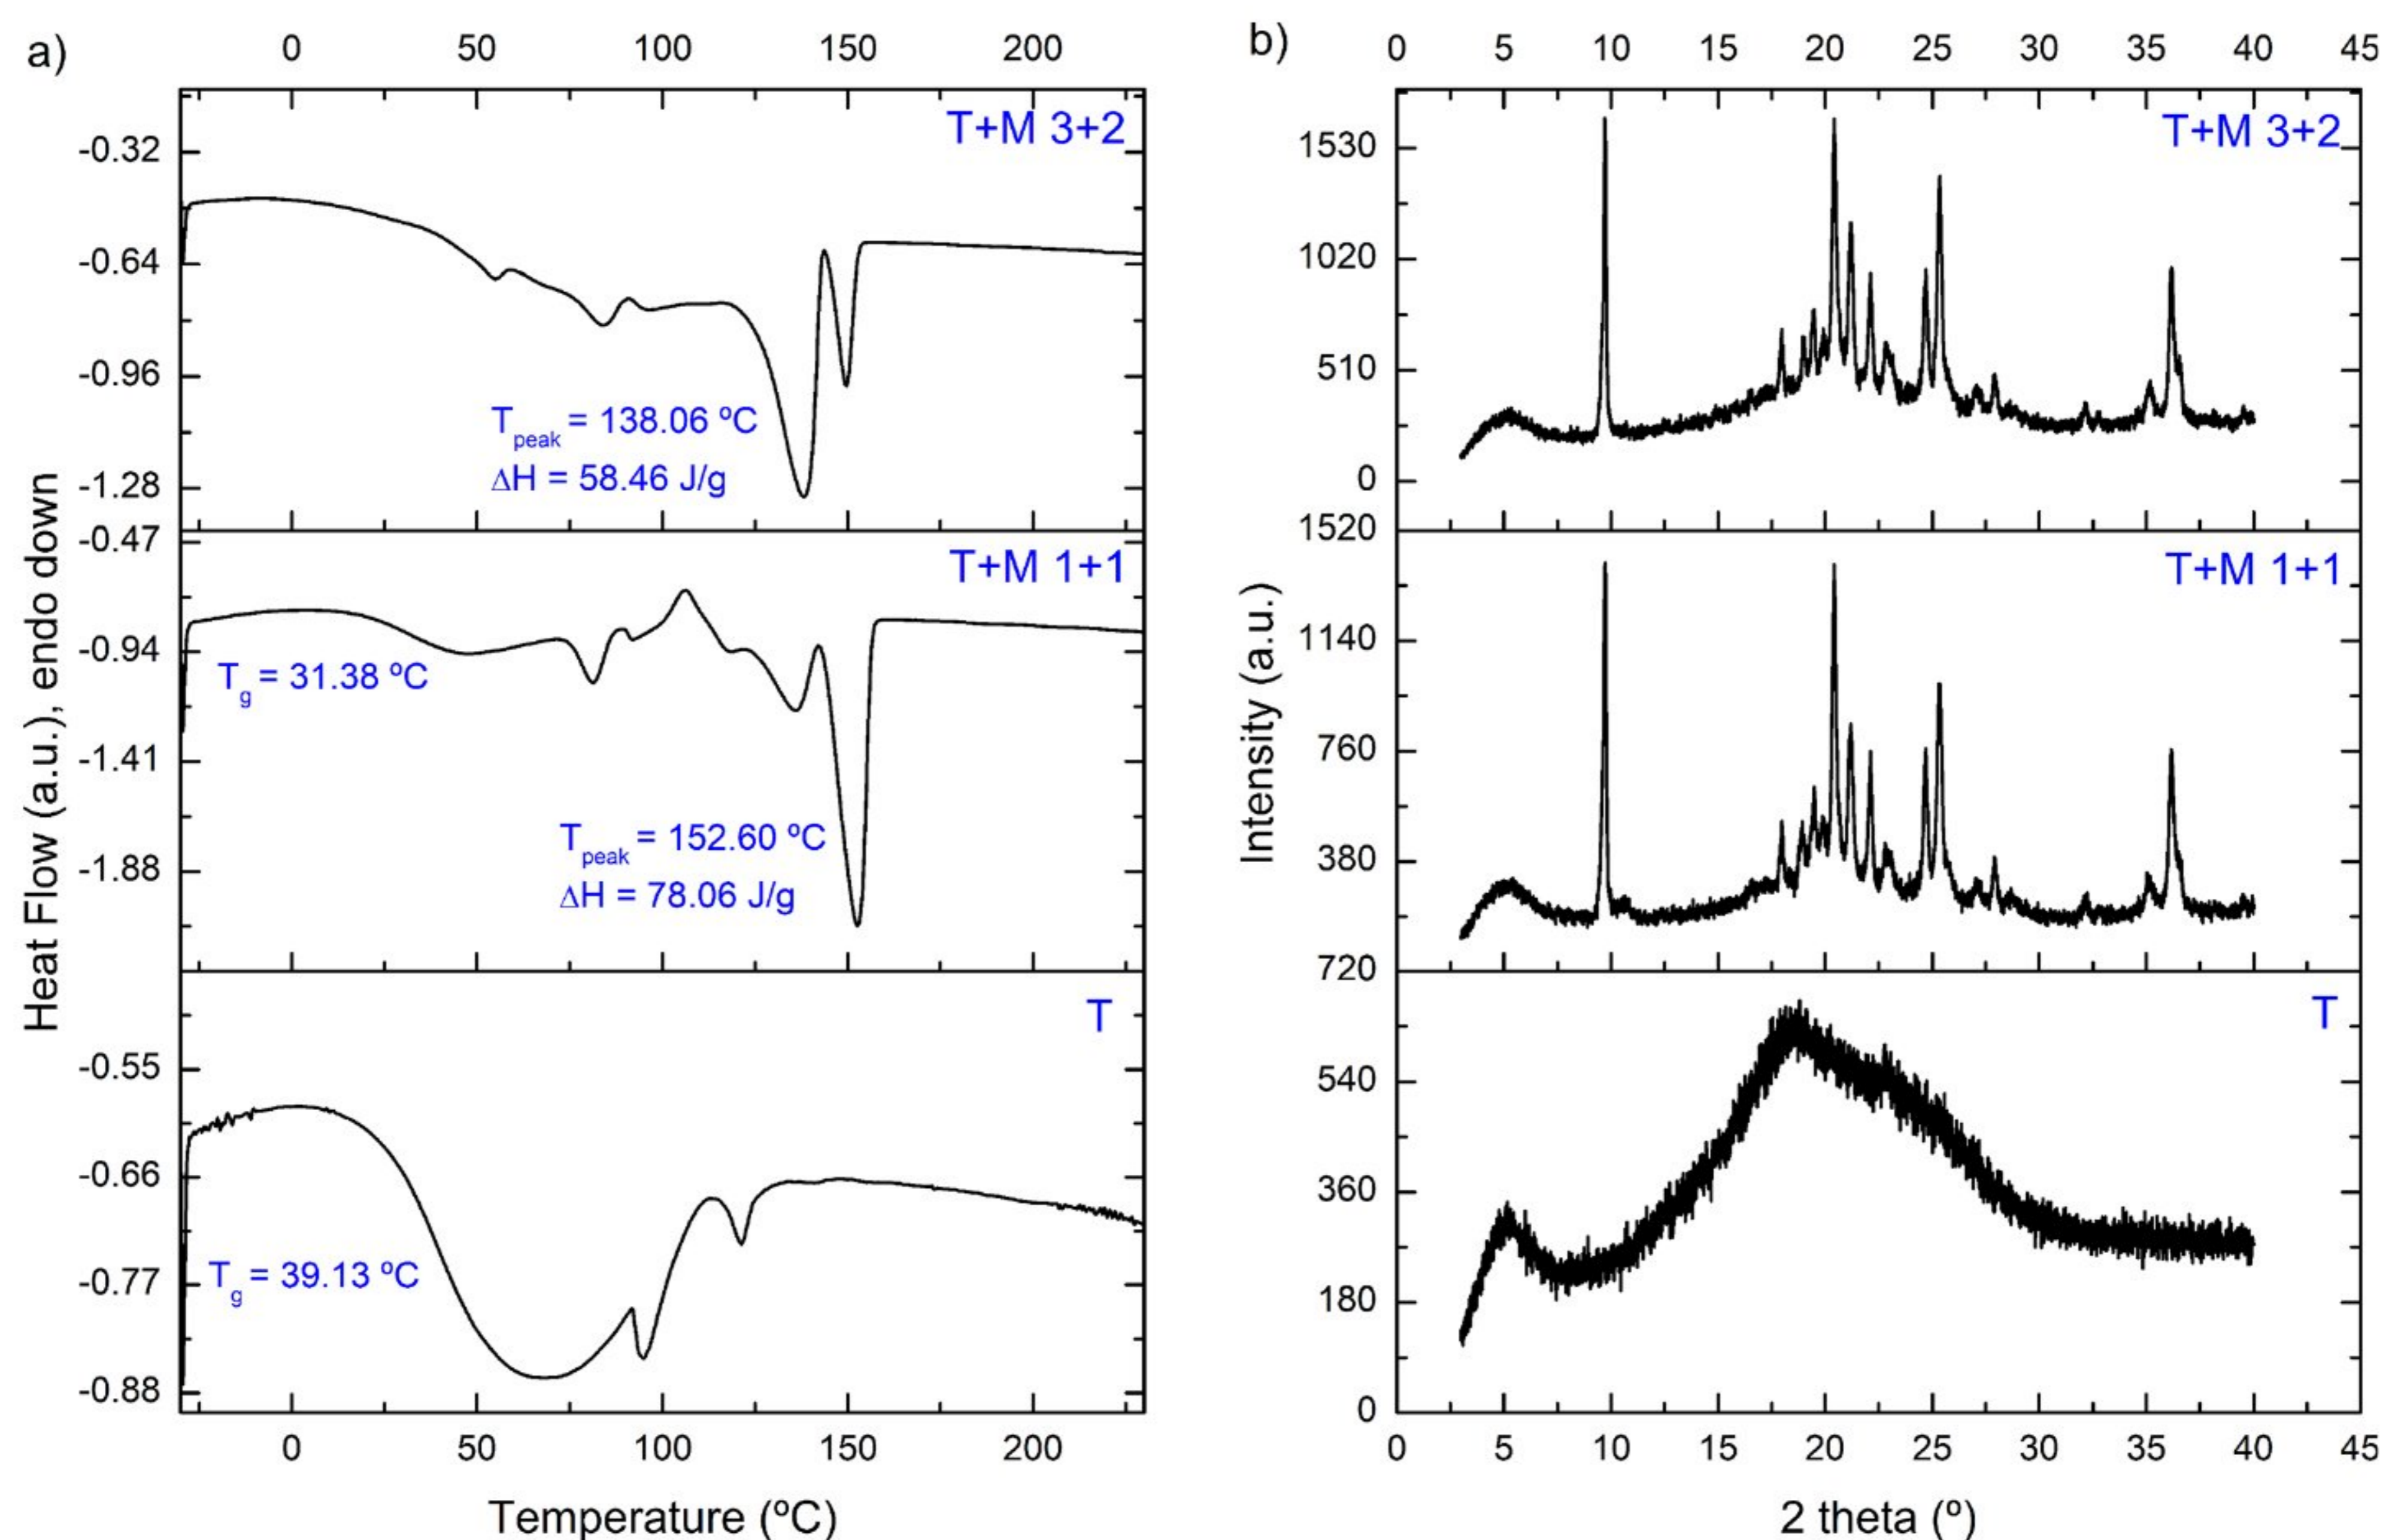 a)
0 50 100 150 200
T+M 3+2
-0.32
-0.64
-0.96
-1.28
Tpeak = 138.06 ºC
ΔH = 58.46 J/g
T+M 1+1
-0.47
-0.94
-1.41
-1.88
Tg = 31.38 ºC
Tpeak = 152.60 ºC
ΔH = 78.06 J/g
T
-0.55
-0.66
-0.77
-0.88
Tg = 39.13 ºC
0 50 100 150 200
Temperature (ºC)
Heat Flow (a.u.), endo down
b)
0 5 10 15 20 25 30 35 40 45
T+M 3+2
1530
1020
510
0
T+M 1+1
1520
1140
760
380
T
720
540
360
180
0
0 5 10 15 20 25 30 35 40 45
2 theta (º)
Intensity (a.u.)